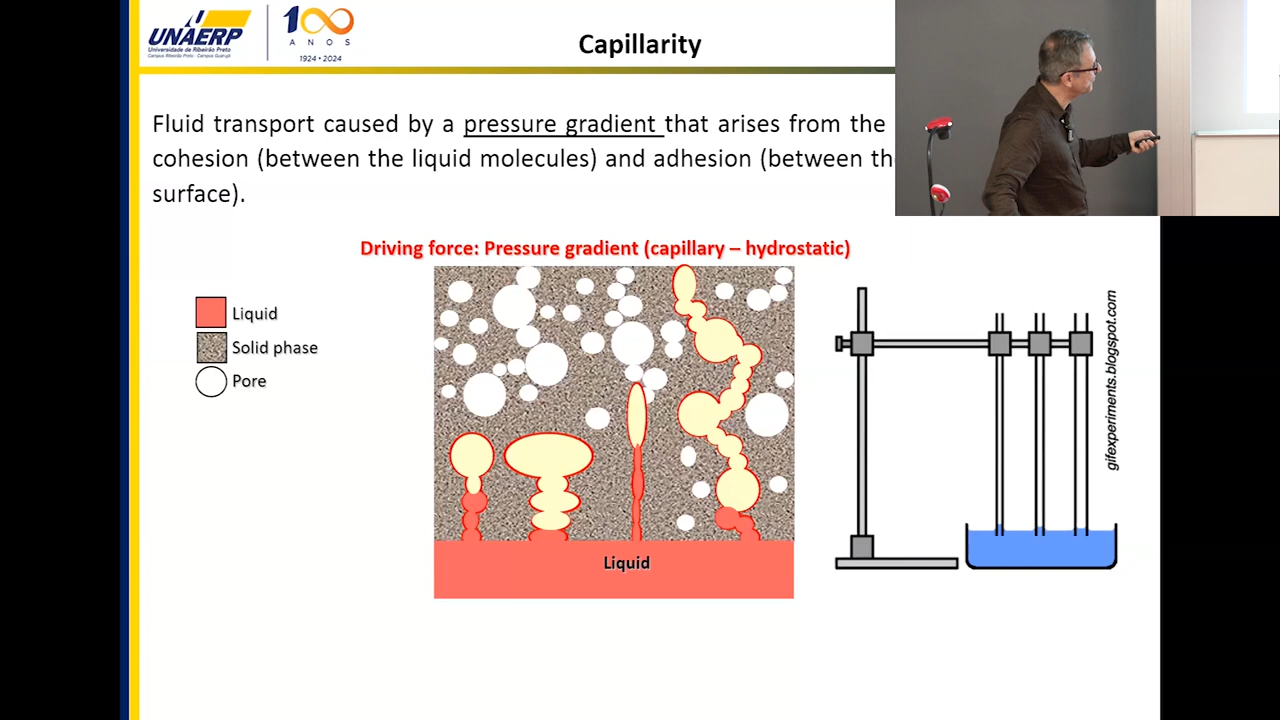 UNAERP
Universidade de Ribeirão Preto
Campus Ribeirão Preto - Campus Guarujá
100
ANOS
1924 • 2024
Capillarity
Fluid transport caused by a pressure gradient that arises from the
cohesion (between the liquid molecules) and adhesion (between th
surface).
Driving force: Pressure gradient (capillary – hydrostatic)
Liquid
Solid phase
Pore
Liquid
gifexperiments.blogspot.com